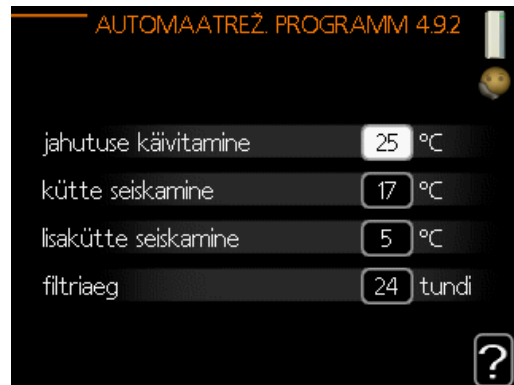 AUTOMAATREŽ. PROGRAMM 4.9.2
jahutuse käivitamine 25 °C
kütte seiskamine 17 °C
lisakütte seiskamine 5 °C
filtriaeg 24 tundi
?